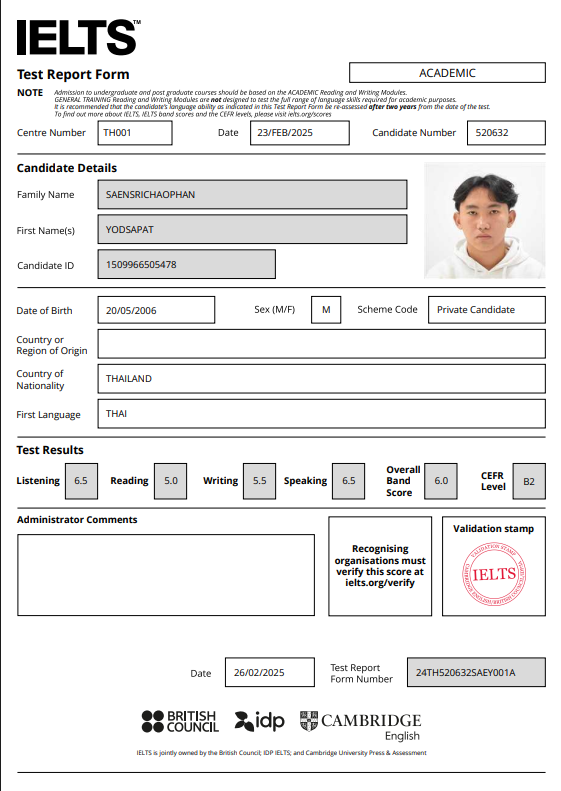 IELTS™
Test Report Form
ACADEMIC
NOTE Admission to undergraduate and post graduate courses should be based on the ACADEMIC Reading and Writing Modules.
GENERAL TRAINING Reading and Writing Modules are not designed to test the full range of language skills required for academic purposes.
It is recommended that the candidate's language ability as indicated in this Test Report Form be re-assessed after two years from the date of the test.
To find out more about IELTS, IELTS band scores and the CEFR levels, please visit ielts.org/scores
Centre Number TH001 Date 23/FEB/2025 Candidate Number 520632
Candidate Details
Family Name SAENSRICHAOPHAN
First Name(s) YODSAPAT
Candidate ID 1509966505478
Date of Birth 20/05/2006 Sex (M/F) M Scheme Code Private Candidate
Country or
Region of Origin
Country of
Nationality THAILAND
First Language THAI
Test Results
Listening 6.5 Reading 5.0 Writing 5.5 Speaking 6.5 Overall Band Score 6.0 CEFR Level B2
Administrator Comments
Recognising
organisations must
verify this score at
ielts.org/verify
Validation stamp
VALIDATION STAMP
IELTS
Date 26/02/2025 Test Report Form Number 24TH520632SAEY001A
BRITISH COUNCIL idp CAMBRIDGE English
IELTS is jointly owned by the British Council; IDP IELTS; and Cambridge University Press & Assessment